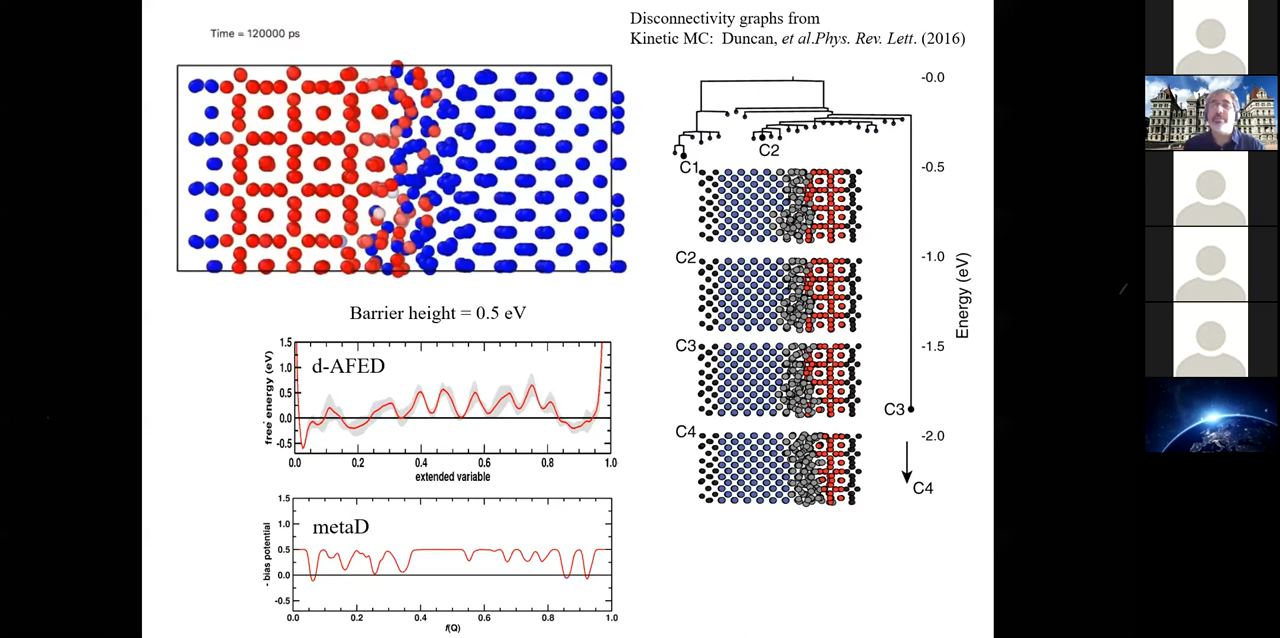 Time = 120000 ps
Disconnectivity graphs from
Kinetic MC: Duncan, et al.Phys. Rev. Lett. (2016)
Barrier height = 0.5 eV
d-AFED
free energy (eV)
1.5
1.0
0.5
0.0
-0.5
0.0 0.2 0.4 0.6 0.8 1.0
extended variable
metaD
- bias potential
1.5
1.0
0.5
0.0
-0.5
0.0 0.2 0.4 0.6 0.8 1.0
f(Q)
C1
C2
C2
C3
C4
C3
C4
-0.0
-0.5
-1.0
-1.5
-2.0
Energy (eV)